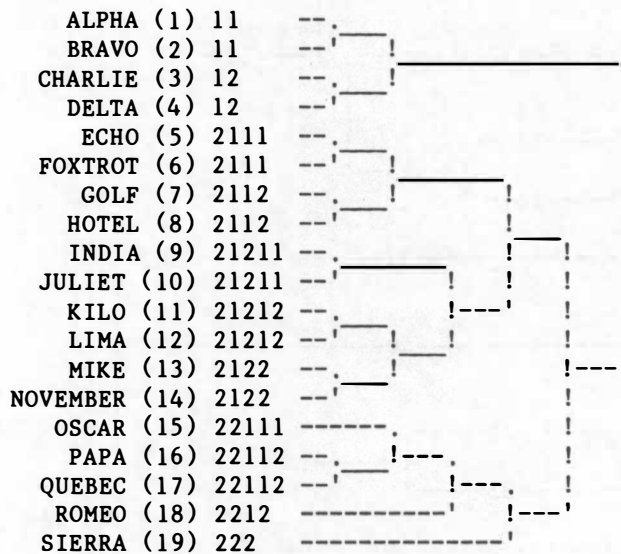 ALPHA (1) 11
BRAVO (2) 11
CHARLIE (3) 12
DELTA (4) 12
ECHO (5) 2111
FOXTROT (6) 2111
GOLF (7) 2112
HOTEL (8) 2112
INDIA (9) 21211
JULIET (10) 21211
KILO (11) 21212
LIMA (12) 21212
MIKE (13) 2122
NOVEMBER (14) 2122
OSCAR (15) 22111
PAPA (16) 22112
QUEBEC (17) 22112
ROMEO (18) 2212
SIERRA (19) 222